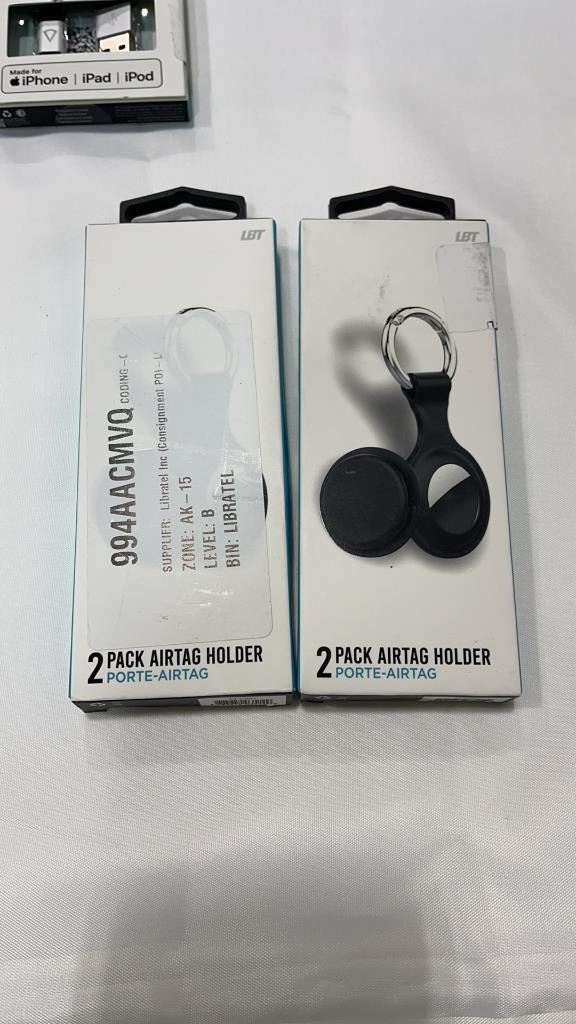 Made for
iPhone | iPad | iPod
LBT
994AACMVQ
CODING-
SUPPLIER: Libratel Inc (Consignment PO)
ZONE: AK-15
LEVEL: B
BIN: LIBRATEL
2 PACK AIRTAG HOLDER
PORTE-AIRTAG
LBT
2 PACK AIRTAG HOLDER
PORTE-AIRTAG